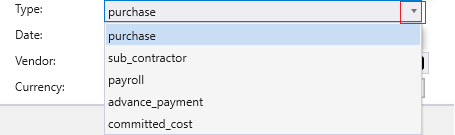 Type: purchase
Date: purchase
sub_contractor
Vendor:
payroll
Currency: advance_payment
committed_cost